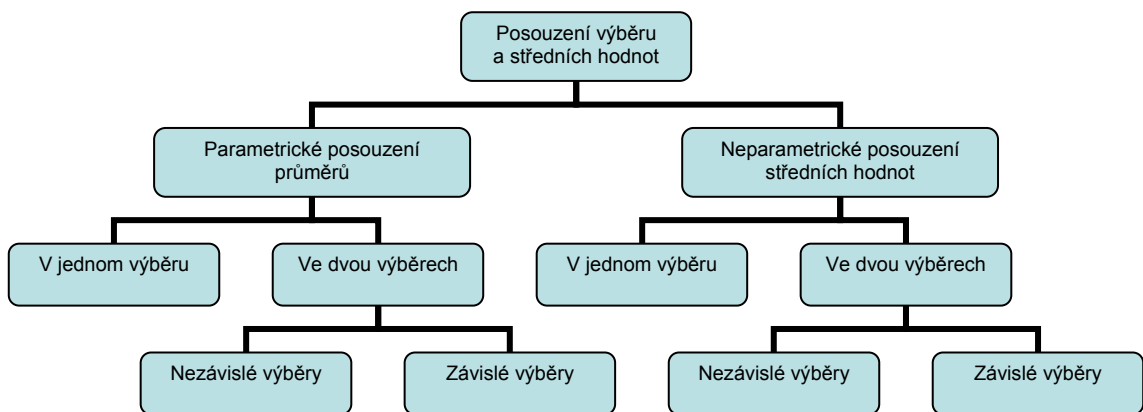 Posouzení výběru
a středních hodnot
Parametrické posouzení
průměrů
Neparametrické posouzení
středních hodnot
V jednom výběru
Ve dvou výběrech
V jednom výběru
Ve dvou výběrech
Nezávislé výběry
Závislé výběry
Nezávislé výběry
Závislé výběry